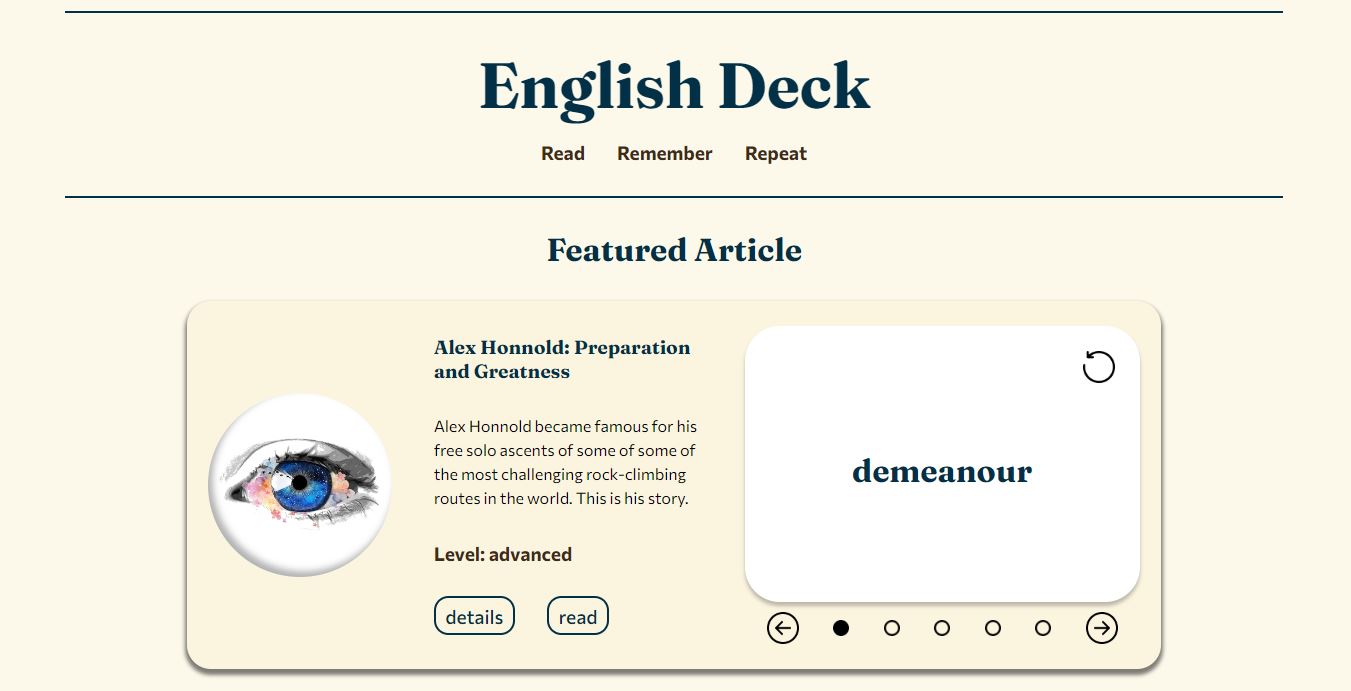 English Deck
Read Remember Repeat
Featured Article
Alex Honnold: Preparation
and Greatness
Alex Honnold became famous for his
free solo ascents of some of some of
the most challenging rock-climbing
routes in the world. This is his story.
Level: advanced
details read
demeanour